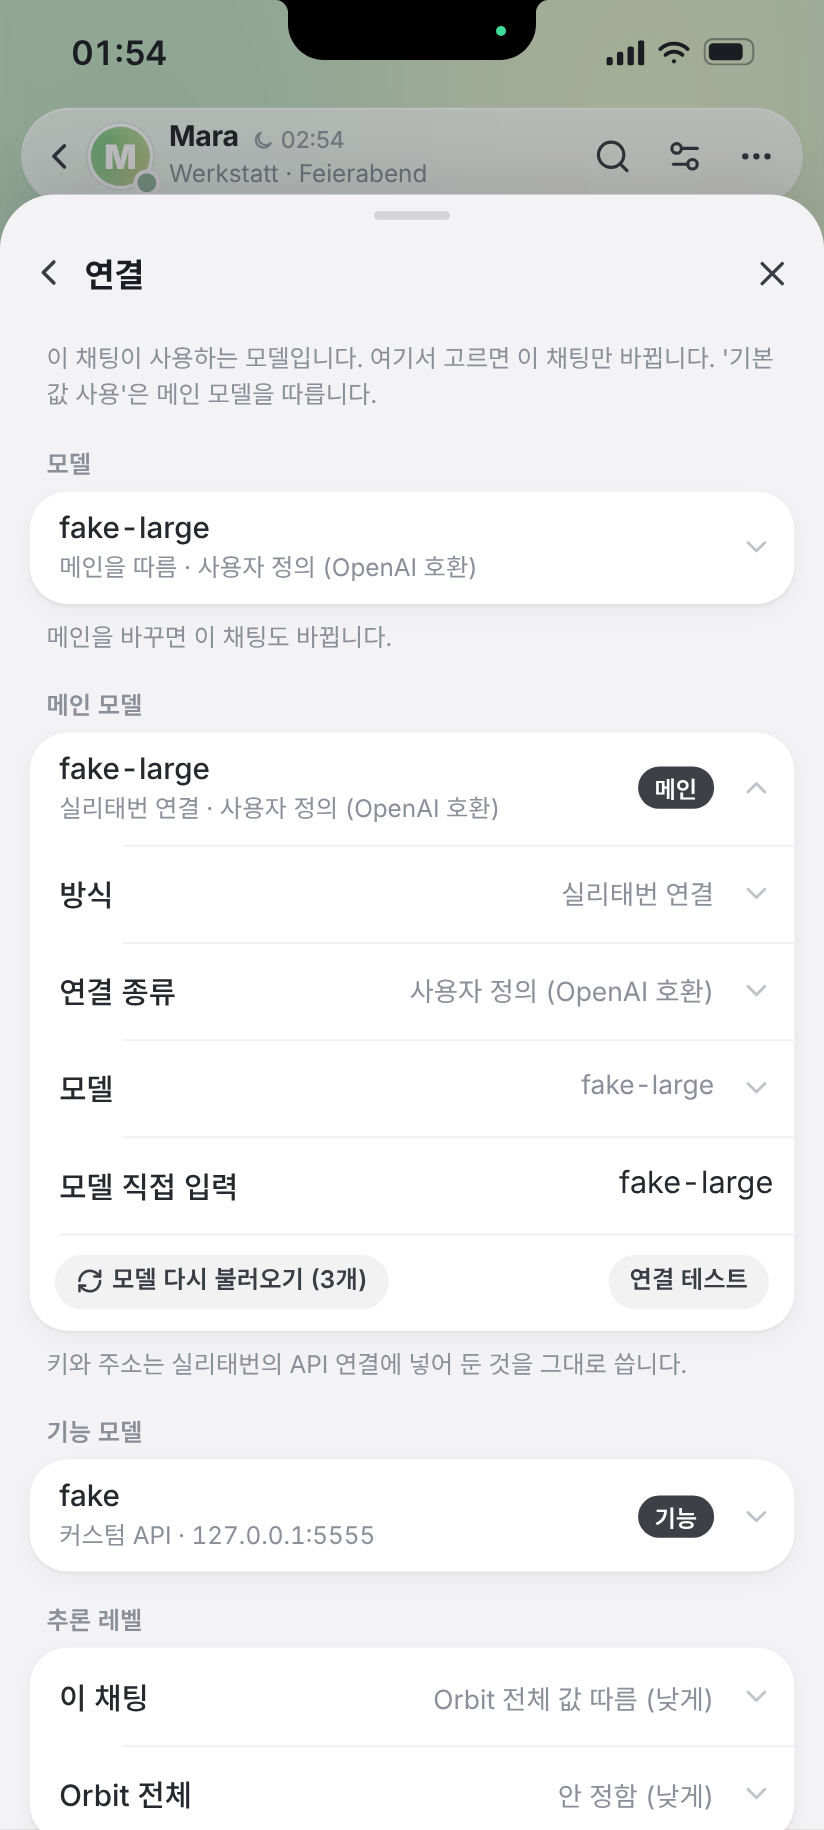 01:54
Mara 02:54
Werkstatt · Feierabend
연결
이 채팅이 사용하는 모델입니다. 여기서 고르면 이 채팅만 바뀝니다. '기본
값 사용'은 메인 모델을 따릅니다.
모델
fake-large
메인을 따름 · 사용자 정의 (OpenAI 호환)
메인을 바꾸면 이 채팅도 바뀝니다.
메인 모델
fake-large
메인
실리태번 연결 · 사용자 정의 (OpenAI 호환)
방식 실리태번 연결
연결 종류 사용자 정의 (OpenAI 호환)
모델 fake-large
모델 직접 입력 fake-large
모델 다시 불러오기 (3개) 연결 테스트
키와 주소는 실리태번의 API 연결에 넣어 둔 것을 그대로 씁니다.
기능 모델
fake
기능
커스텀 API · 127.0.0.1:5555
추론 레벨
이 채팅 Orbit 전체 값 따름 (낮게)
Orbit 전체 안 정함 (낮게)